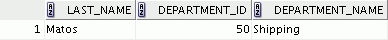 LAST_NAME DEPARTMENT_ID DEPARTMENT_NAME
1 Matos 50 Shipping